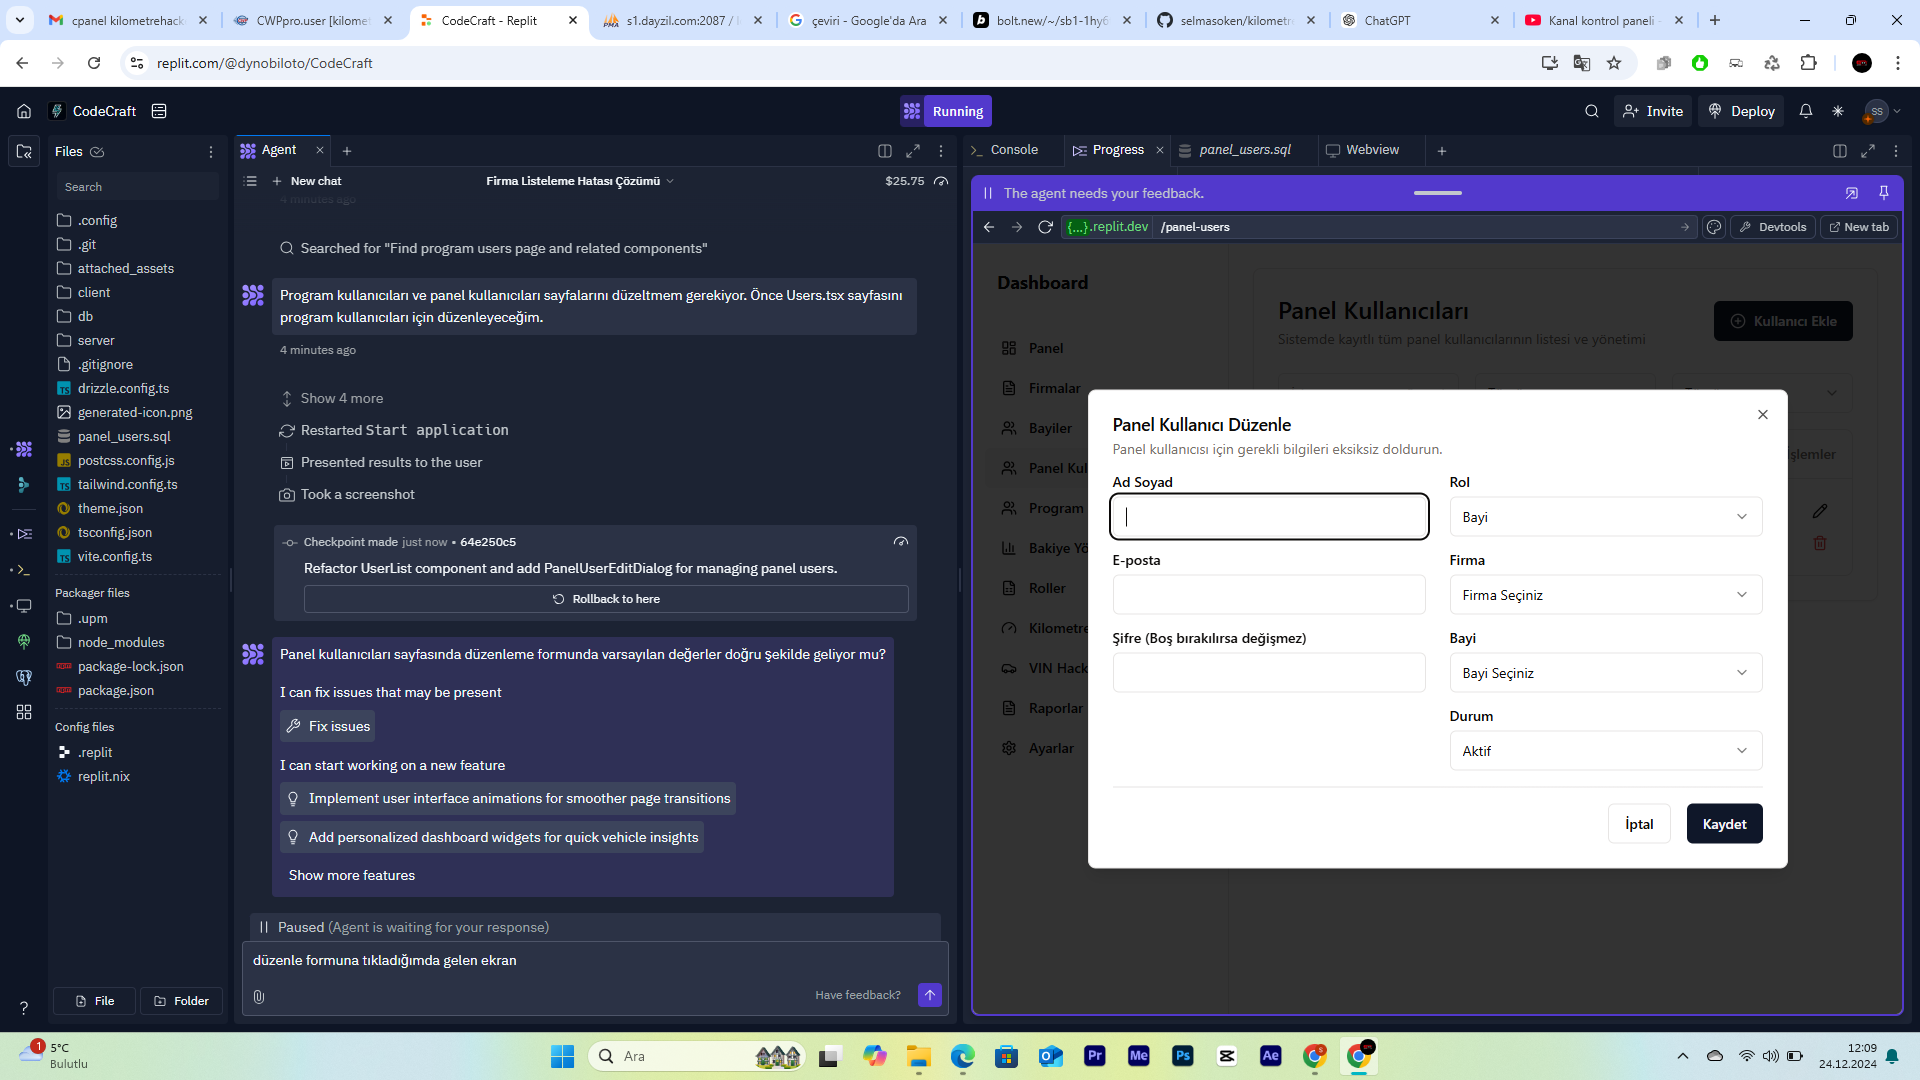 cpanel kilometrehack
CWPpro.user [kilomet
CodeCraft - Replit
s1.dayzil.com:2087 /
çeviri - Google'da Ara
bolt.new/~/sb1-1hy6
selmasoken/kilometre
ChatGPT
Kanal kontrol paneli -
replit.com/@dynobiloto/CodeCraft
CodeCraft
Running
Invite
Deploy
SS
Files
Search
.config
.git
attached_assets
client
db
server
.gitignore
drizzle.config.ts
generated-icon.png
panel_users.sql
postcss.config.js
tailwind.config.ts
theme.json
tsconfig.json
vite.config.ts
Packager files
.upm
node_modules
package-lock.json
package.json
Config files
.replit
replit.nix
File
Folder
Agent
New chat
Firma Listeleme Hatası Çözümü
$25.75
4 minutes ago
Searched for "Find program users page and related components"
Program kullanıcıları ve panel kullanıcıları sayfalarını düzeltmem gerekiyor. Önce Users.tsx sayfasını
program kullanıcıları için düzenleyeceğim.
4 minutes ago
Show 4 more
Restarted Start application
Presented results to the user
Took a screenshot
Checkpoint made just now • 64e250c5
Refactor UserList component and add PanelUserEditDialog for managing panel users.
Rollback to here
Panel kullanıcıları sayfasında düzenleme formunda varsayılan değerler doğru şekilde geliyor mu?
I can fix issues that may be present
Fix issues
I can start working on a new feature
Implement user interface animations for smoother page transitions
Add personalized dashboard widgets for quick vehicle insights
Show more features
Paused (Agent is waiting for your response)
düzenle formuna tıkladığımda gelen ekran
Have feedback?
Console
Progress
panel_users.sql
Webview
The agent needs your feedback.
{...}.replit.dev
/panel-users
Devtools
New tab
Dashboard
Panel
Firmalar
Bayiler
Panel Kul
Program
Bakiye Yö
Roller
Kilometre
VIN Hack
Raporlar
Ayarlar
Panel Kullanıcıları
Sistemde kayıtlı tüm panel kullanıcılarının listesi ve yönetimi
Kullanıcı Ekle
şlemler
Panel Kullanıcı Düzenle
Panel kullanıcısı için gerekli bilgileri eksiksiz doldurun.
Ad Soyad
Rol
Bayi
E-posta
Firma
Firma Seçiniz
Şifre (Boş bırakılırsa değişmez)
Bayi
Bayi Seçiniz
Durum
Aktif
İptal
Kaydet
1
5°C
Bulutlu
Ara
Pr
Me
Ps
Ae
12:09
24.12.2024